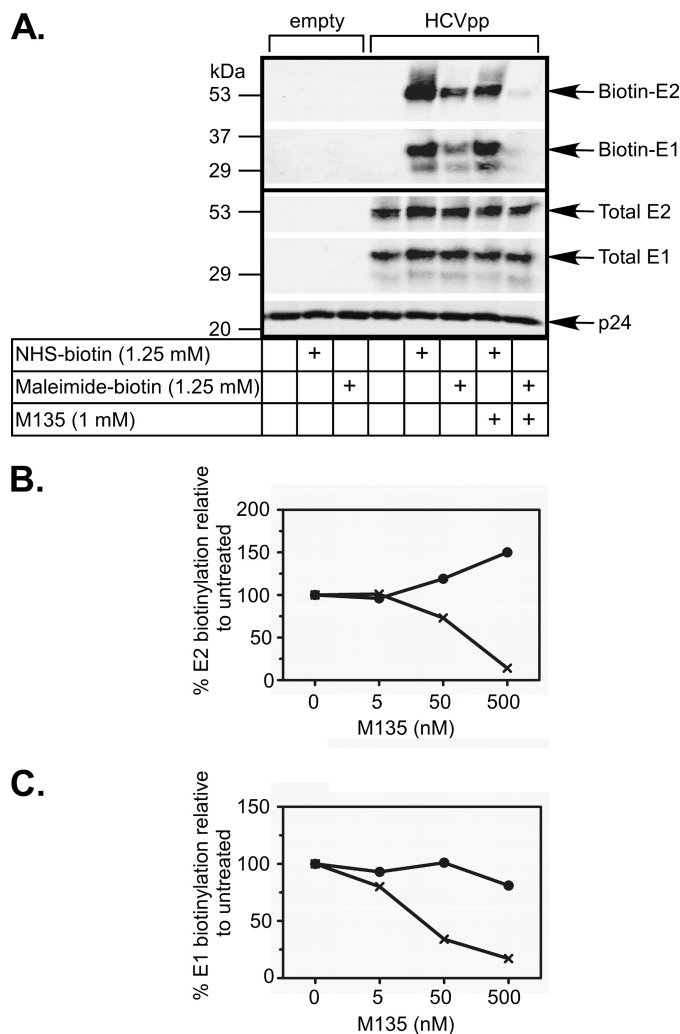 A.
empty HCVpp
kDa
53
37
29
53
29
20
Biotin-E2
Biotin-E1
Total E2
Total E1
p24
NHS-biotin (1.25 mM) + + +
Maleimide-biotin (1.25 mM) + + +
M135 (1 mM) + +
B.
% E2 biotinylation relative
to untreated
200
150
100
50
0
0 5 50 500
M135 (nM)
C.
% E1 biotinylation relative
to untreated
150
100
50
0
0 5 50 500
M135 (nM)